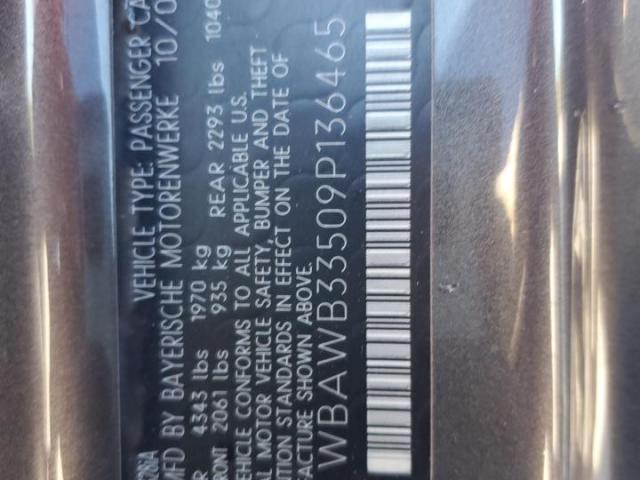 VEHICLE TYPE: PASSENGER CA
MFD BY BAYERISCHE MOTORENWERKE 10/0
R 4343 lbs 1970 kg
RONT 2061 lbs 935 kg REAR 2293 lbs 1040
VEHICLE CONFORMS TO ALL APPLICABLE U.S.
AL MOTOR VEHICLE SAFETY, BUMPER AND THEFT
NTION STANDARDS IN EFFECT ON THE DATE OF
FACTURE SHOWN ABOVE.
WBAWB33509P136465